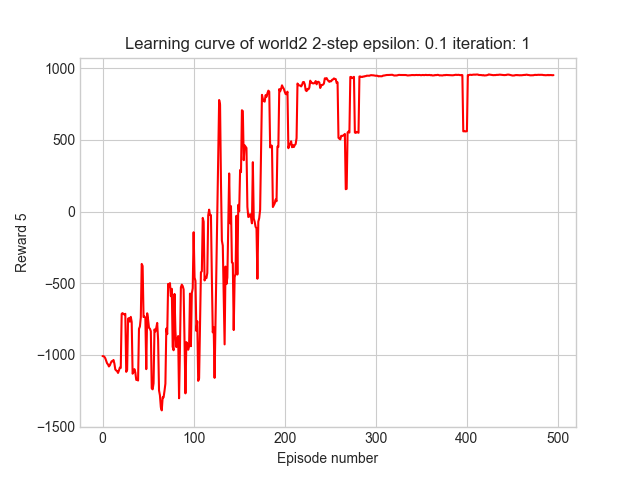 Learning curve of world2 2-step epsilon: 0.1 iteration: 1
1000
500
0
−500
−1000
−1500
Reward 5
0 100 200 300 400 500
Episode number